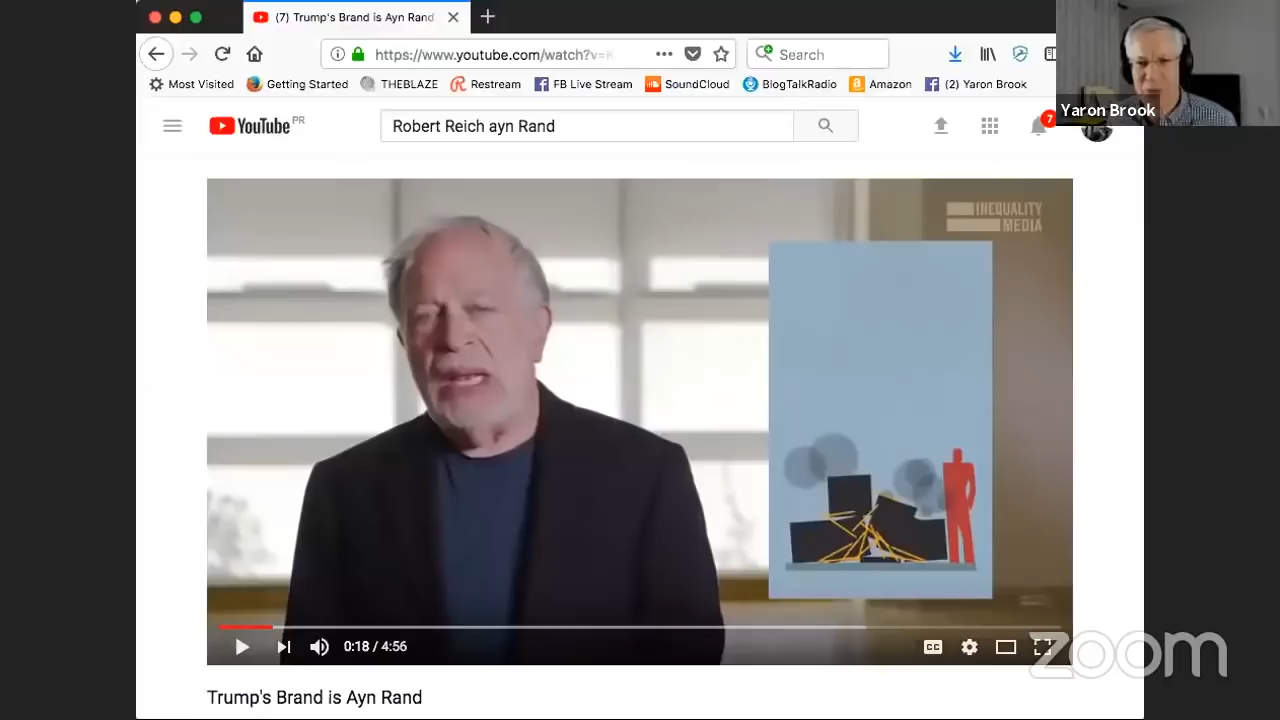 (7) Trump's Brand is Ayn Rand
https://www.youtube.com/watch?v=
Search
Most Visited
Getting Started
THEBLAZE
Restream
FB Live Stream
SoundCloud
BlogTalkRadio
Amazon
(2) Yaron Brook
Yaron Brook
YouTube PR
Robert Reich ayn Rand
7
INEQUALITY
MEDIA
0:18 / 4:56
CC
zoom
Trump's Brand is Ayn Rand